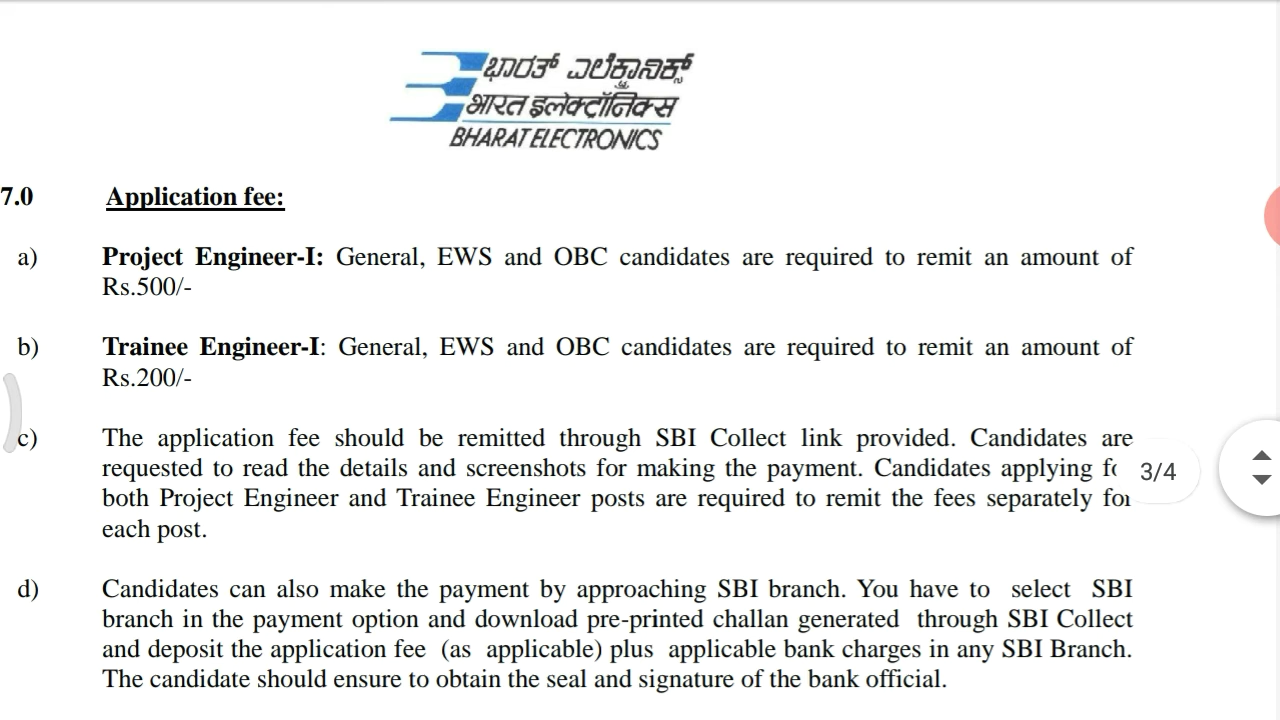 ಭಾರತ್ ಎಲೆಕ್ಟ್ರಾನಿಕ್ಸ್
भारत इलेक्ट्रॉनिक्स
BHARAT ELECTRONICS
7.0 Application fee:
a) Project Engineer-I: General, EWS and OBC candidates are required to remit an amount of
Rs.500/-
b) Trainee Engineer-I: General, EWS and OBC candidates are required to remit an amount of
Rs.200/-
c) The application fee should be remitted through SBI Collect link provided. Candidates are
requested to read the details and screenshots for making the payment. Candidates applying fo
3/4
both Project Engineer and Trainee Engineer posts are required to remit the fees separately for
each post.
d) Candidates can also make the payment by approaching SBI branch. You have to select SBI
branch in the payment option and download pre-printed challan generated through SBI Collect
and deposit the application fee (as applicable) plus applicable bank charges in any SBI Branch.
The candidate should ensure to obtain the seal and signature of the bank official.